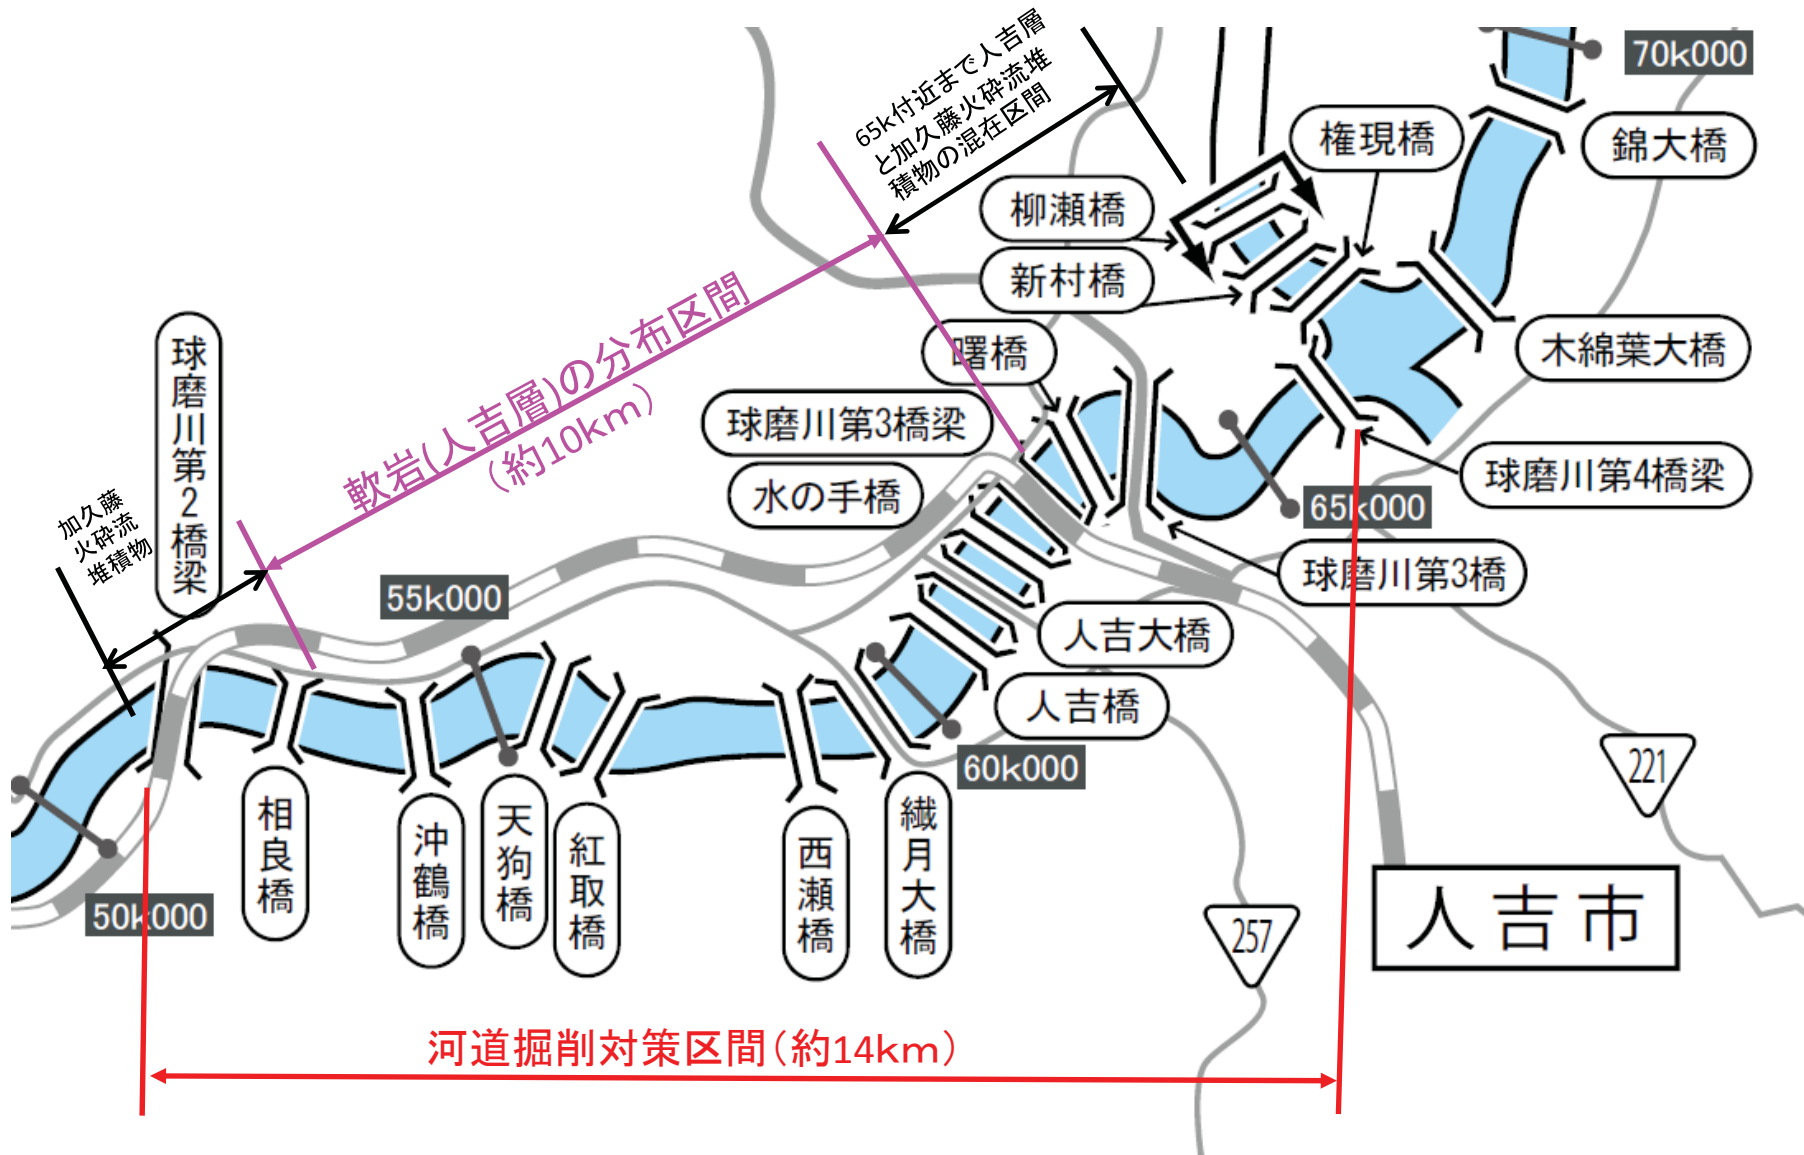 65k付近まで人吉層
と加久藤火砕流堆
積物の混在区間
70k000
錦大橋
権現橋
柳瀬橋
新村橋
曙橋
木綿葉大橋
球磨川第2橋梁
軟岩(人吉層)の分布区間
(約10km)
球磨川第3橋梁
水の手橋
球磨川第4橋梁
65k000
加久藤
火砕流
堆積物
球磨川第3橋
55k000
人吉大橋
人吉橋
60k000
221
相良橋
沖鶴橋
天狗橋
紅取橋
西瀬橋
繊月大橋
50k000
257
人吉市
河道掘削対策区間(約14km)